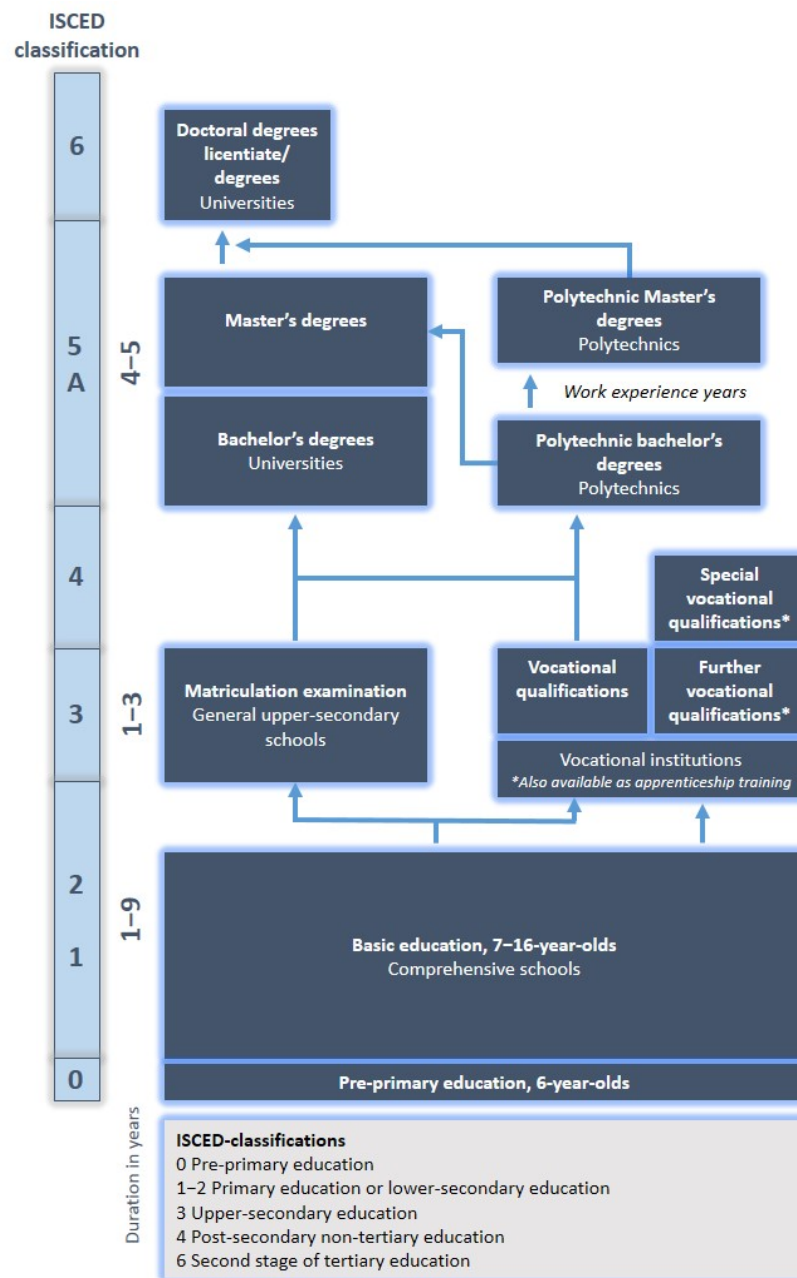 ISCED
classification
6
Doctoral degrees
licentiate/
degrees
Universities
5
A
4–5
Master's degrees
Polytechnic Master's
degrees
Polytechnics
Work experience years
Bachelor's degrees
Universities
Polytechnic bachelor's
degrees
Polytechnics
4
Special
vocational
qualifications*
3
1–3
Matriculation examination
General upper-secondary
schools
Vocational
qualifications
Further
vocational
qualifications*
Vocational institutions
*Also available as apprenticeship training
2
1
1–9
Basic education, 7–16-year-olds
Comprehensive schools
0
Pre-primary education, 6-year-olds
Duration in years
ISCED-classifications
0 Pre-primary education
1–2 Primary education or lower-secondary education
3 Upper-secondary education
4 Post-secondary non-tertiary education
6 Second stage of tertiary education